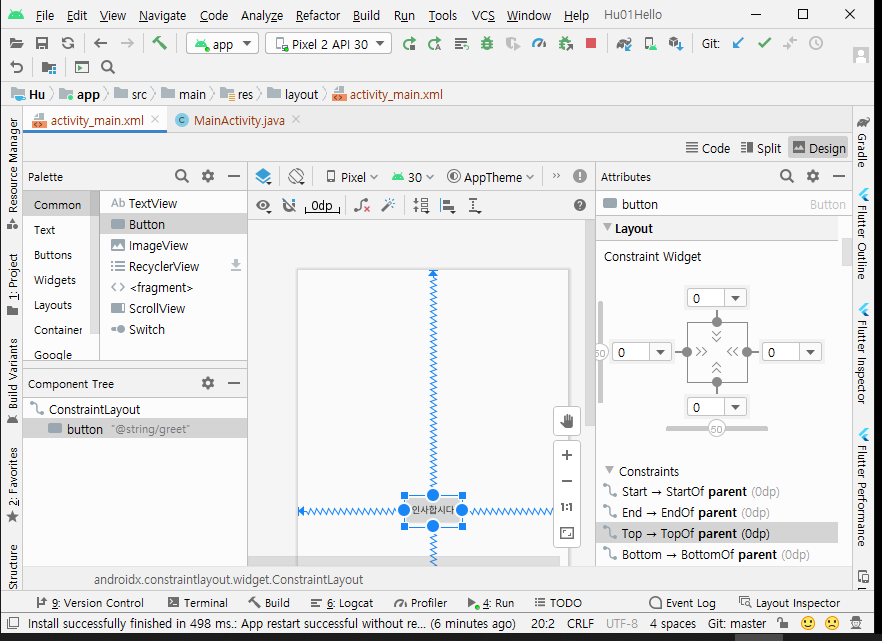 File Edit View Navigate Code Analyze Refactor Build Run Tools VCS Window Help Hu01Hello
app Pixel 2 API 30 Git:
Hu app src main res layout activity_main.xml
activity_main.xml MainActivity.java
Code Split Design
Palette
Common
Text
Buttons
Widgets
Layouts
Container
Google
Ab TextView
Button
ImageView
RecyclerView
<fragment>
ScrollView
Switch
Component Tree
ConstraintLayout
button "@string/greet"
Pixel 30 AppTheme
0dp
인사합시다
1:1
Attributes
button Button
Layout
Constraint Widget
0
50 0 0
0
50
Constraints
Start → StartOf parent (0dp)
End → EndOf parent (0dp)
Top → TopOf parent (0dp)
Bottom → BottomOf parent (0dp)
Resource Manager
1: Project
Build Variants
2: Favorites
Structure
Gradle
Flutter Outline
Flutter Inspector
Flutter Performance
androidx.constraintlayout.widget.ConstraintLayout
9: Version Control Terminal Build 6: Logcat Profiler 4: Run TODO Event Log Layout Inspector
Install successfully finished in 498 ms.: App restart successful without re... (6 minutes ago) 20:2 CRLF UTF-8 4 spaces Git: master